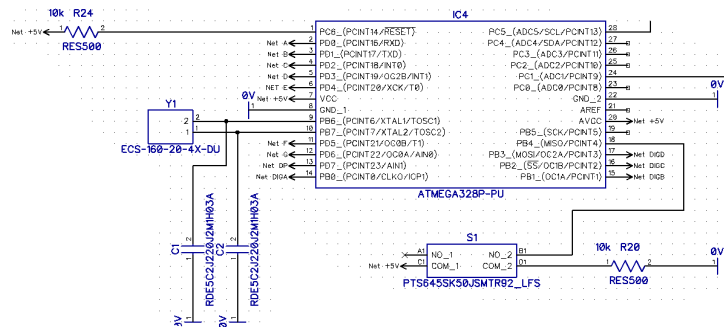 10k R24
IC4
Net +5V
1 2
RES500
1 PC6_(PCINT14/RESET) PC5_(ADC5/SCL/PCINT13) 28
Net A 2 PD0_(PCINT16/RXD) PC4_(ADC4/SDA/PCINT12) 27
Net B 3 PD1_(PCINT17/TXD) PC3_(ADC3/PCINT11) 26
Net C 4 PD2_(PCINT18/INT0) PC2_(ADC2/PCINT10) 25
Net D 5 PD3_(PCINT19/OC2B/INT1) PC1_(ADC1/PCINT9) 24
NET E 6 PD4_(PCINT20/XCK/T0) PC0_(ADC0/PCINT8) 23
0V
Net +5V 7 VCC GND_2 22
0V 8 GND_1 AREF 21
Y1
2 2 9 PB6_(PCINT6/XTAL1/TOSC1) AVCC 20 Net +5V
1 1 10 PB7_(PCINT7/XTAL2/TOSC2) PB5_(SCK/PCINT5) 19
ECS-160-20-4X-DU
Net F 11 PD5_(PCINT21/OC0B/T1) PB4_(MISO/PCINT4) 18
Net G 12 PD6_(PCINT22/OC0A/AIN0) PB3_(MOSI/OC2A/PCINT3) 17 Net DIGD
Net DP 13 PD7_(PCINT23/AIN1) PB2_(SS/OC1B/PCINT2) 16 Net DIGC
Net DIGA 14 PB0_(PCINT0/CLKO/ICP1) PB1_(OC1A/PCINT1) 15 Net DIGB
ATMEGA328P-PU
C1
RDE5C2J220J2M1H03A
2
1
0V
C2
RDE5C2J220J2M1H03A
2
1
0V
S1
A1 NO_1 NO_2 B1
Net +5V C1 COM_1 COM_2 D1
PTS645SK50JSMTR92_LFS
10k R20
1 2
RES500
0V